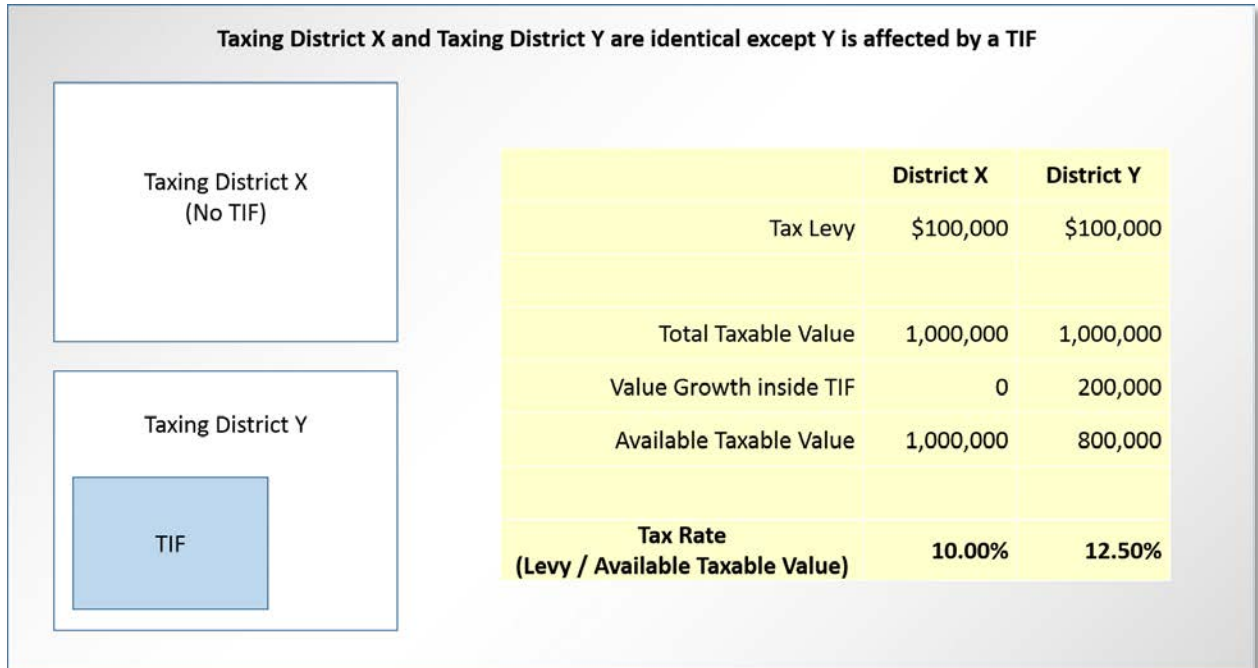 Taxing District X and Taxing District Y are identical except Y is affected by a TIF
Taxing District X
(No TIF)
Taxing District Y
TIF
District X District Y
Tax Levy $100,000 $100,000
Total Taxable Value 1,000,000 1,000,000
Value Growth inside TIF 0 200,000
Available Taxable Value 1,000,000 800,000
Tax Rate
(Levy / Available Taxable Value) 10.00% 12.50%